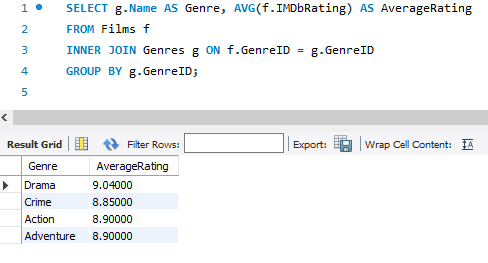 1 SELECT g.Name AS Genre, AVG(f.IMDbRating) AS AverageRating
2 FROM Films f
3 INNER JOIN Genres g ON f.GenreID = g.GenreID
4 GROUP BY g.GenreID;
5
Result Grid Filter Rows: Export: Wrap Cell Content:
Genre AverageRating
Drama 9.04000
Crime 8.85000
Action 8.90000
Adventure 8.90000